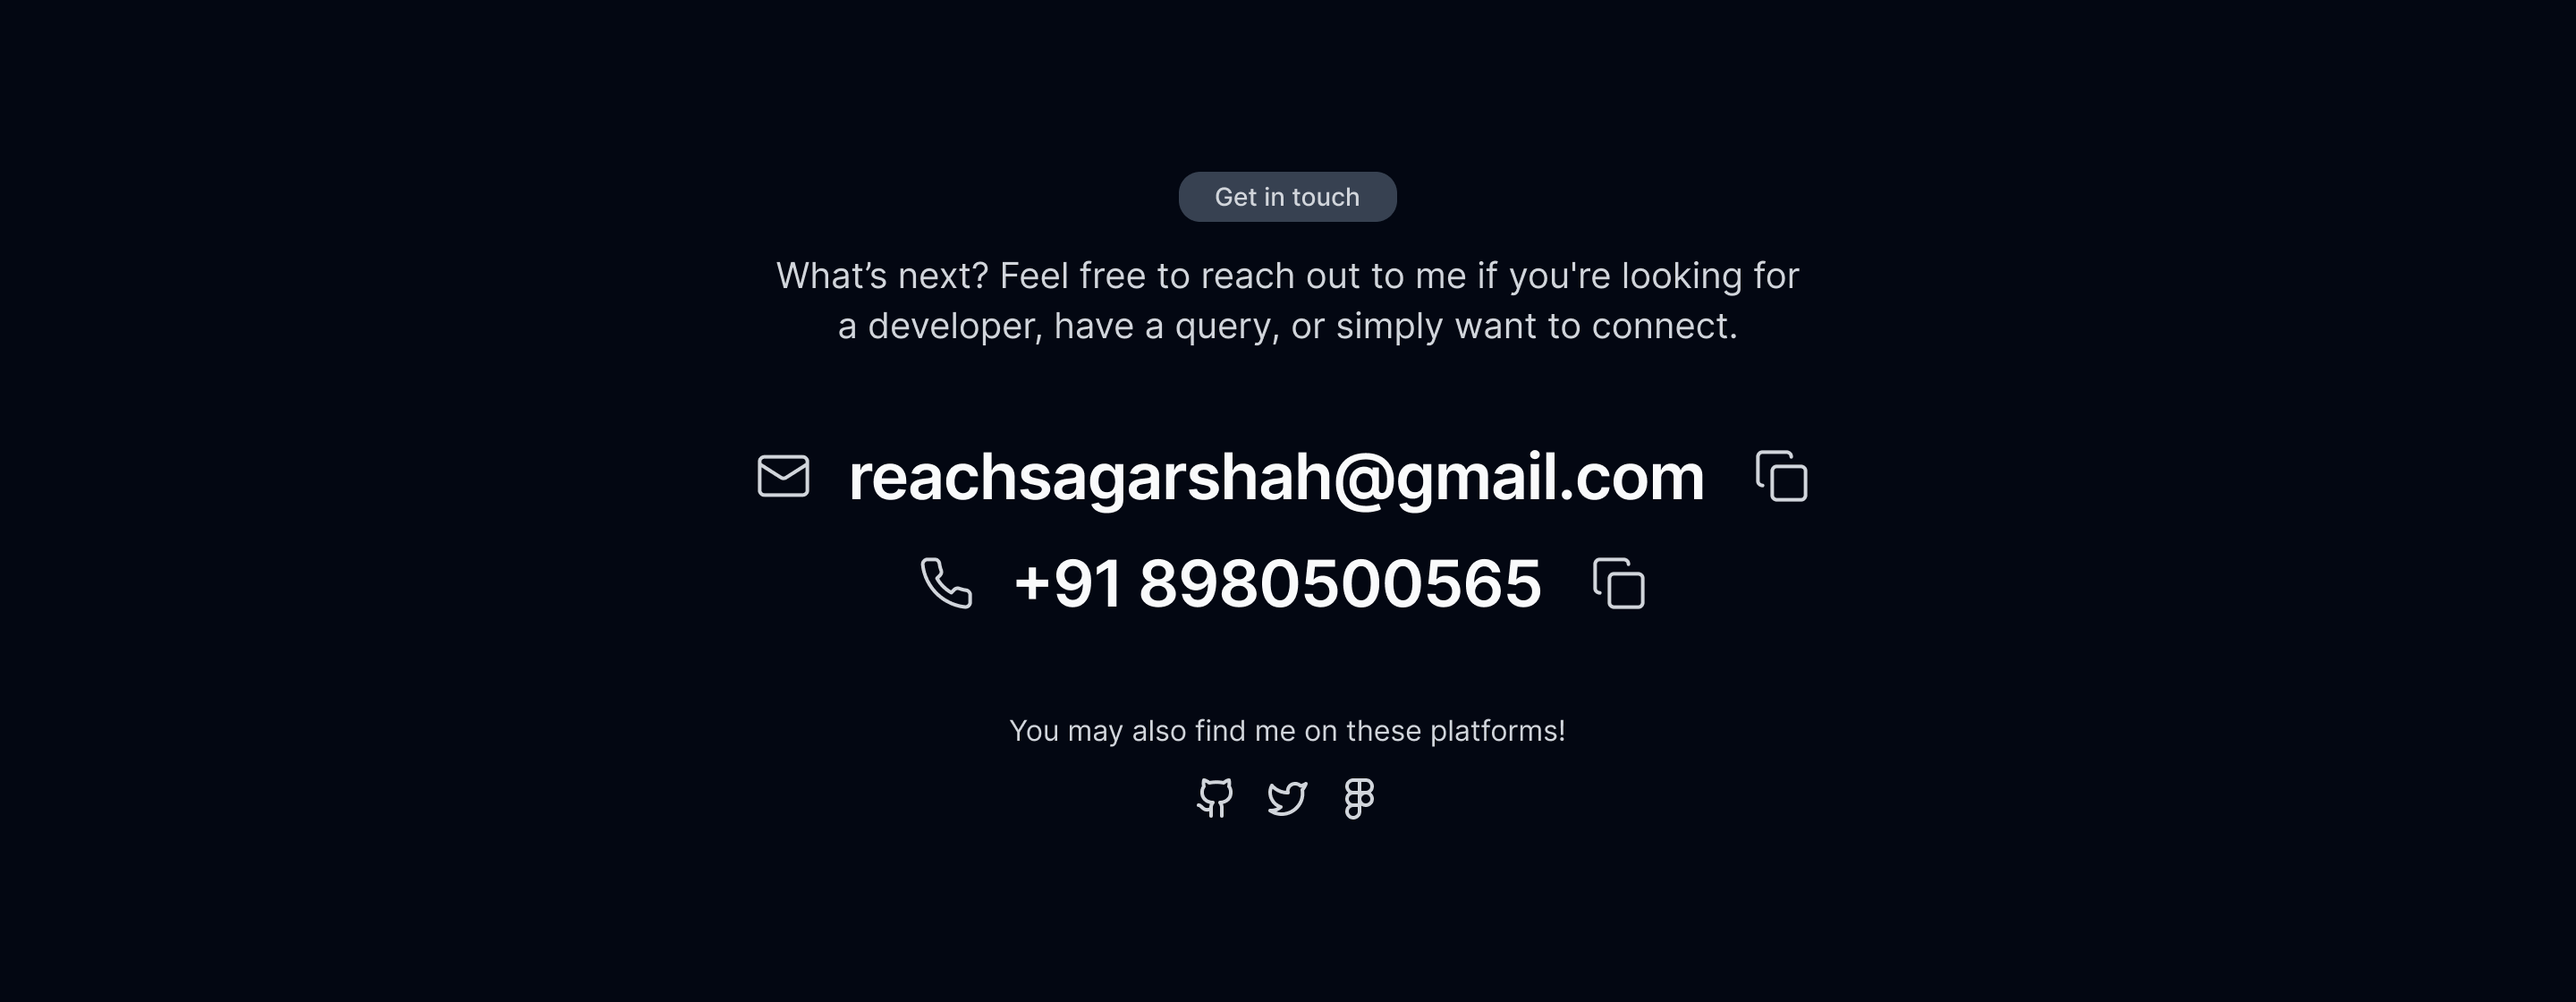 Get in touch
What’s next? Feel free to reach out to me if you're looking for
a developer, have a query, or simply want to connect.
reachsagarshah@gmail.com
+91 8980500565
You may also find me on these platforms!